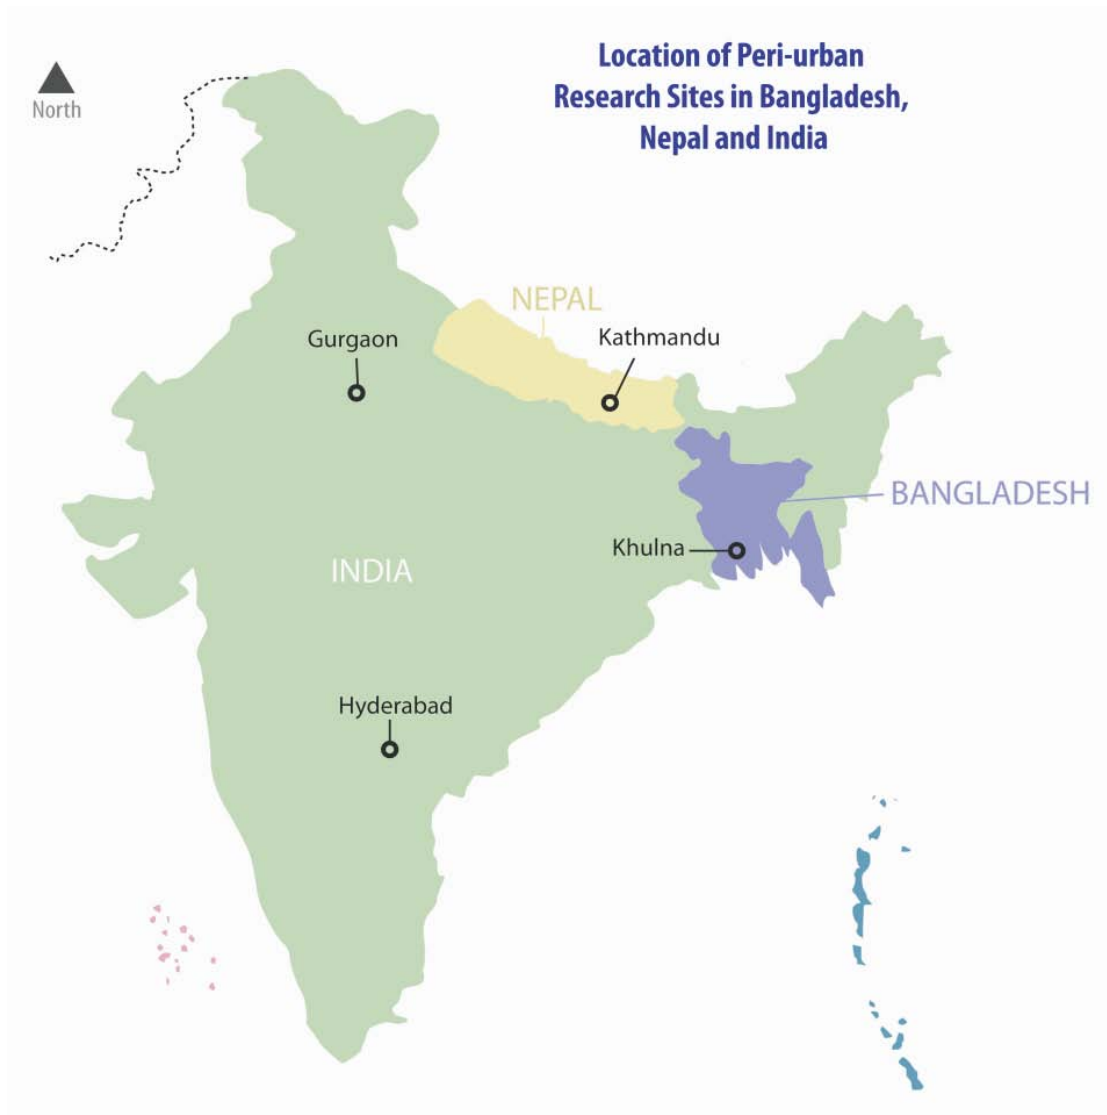 Location of Peri-urban
Research Sites in Bangladesh,
Nepal and India
North
NEPAL
Kathmandu
Gurgaon
BANGLADESH
Khulna
INDIA
Hyderabad